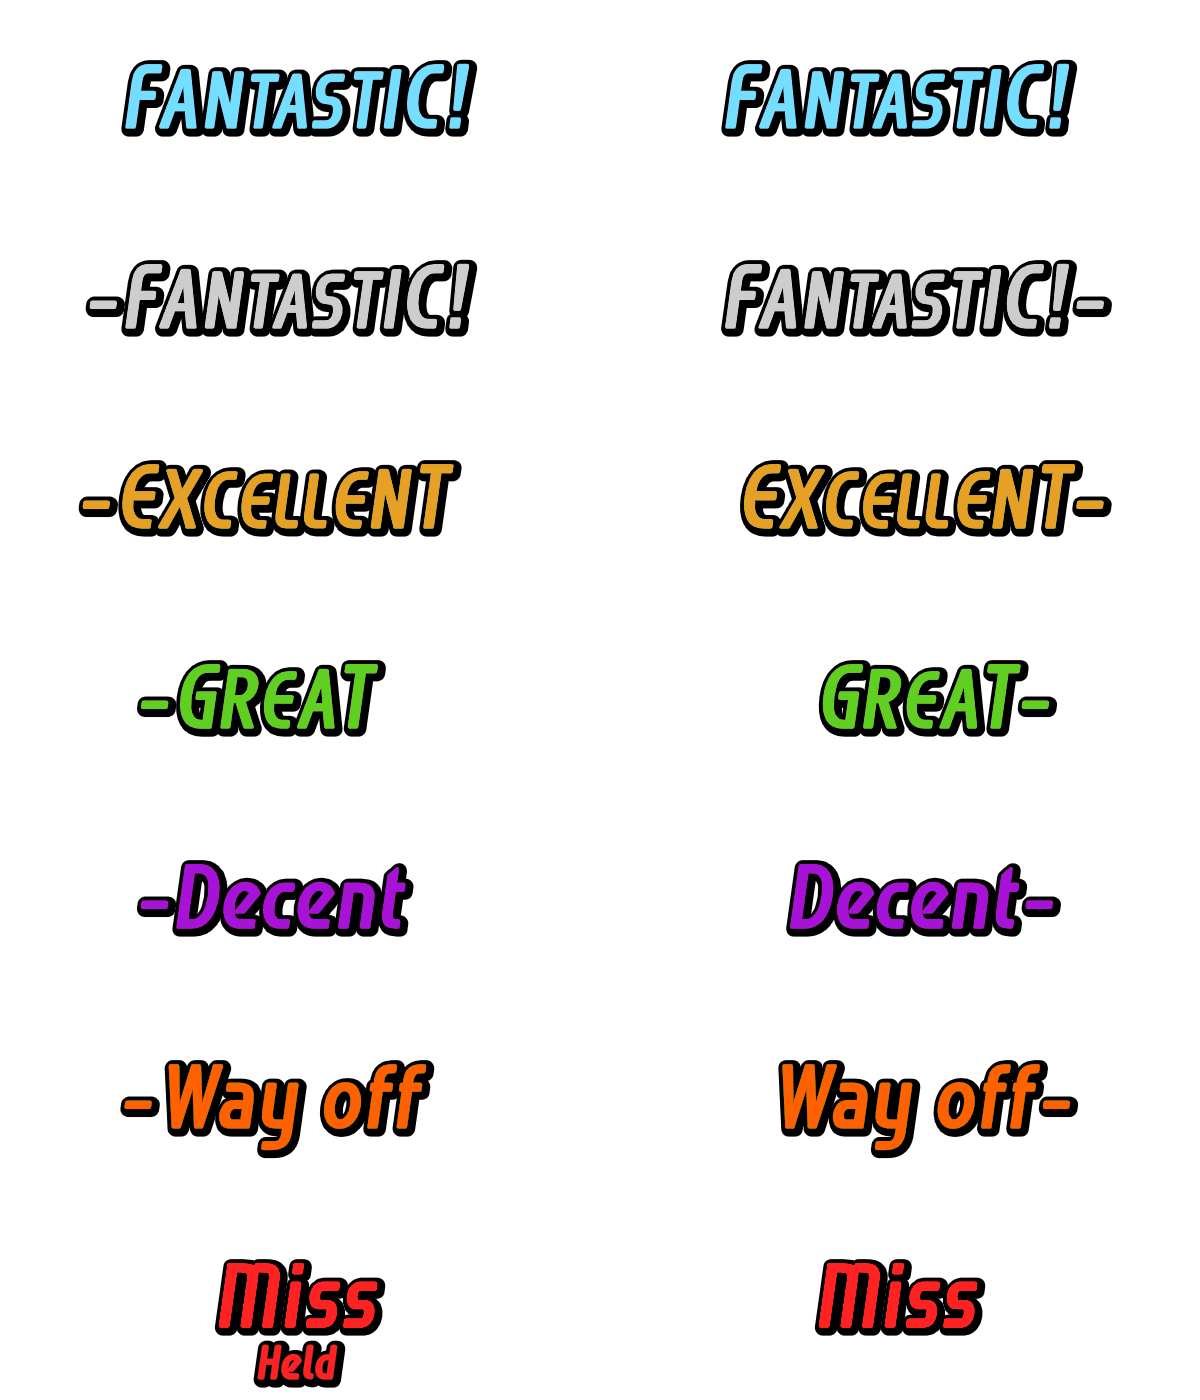 FANTASTIC! FANTASTIC!
-FANTASTIC! FANTASTIC!-
-EXCELLENT EXCELLENT-
-GREAT GREAT-
-Decent Decent-
-Way off Way off-
Miss Miss
Held